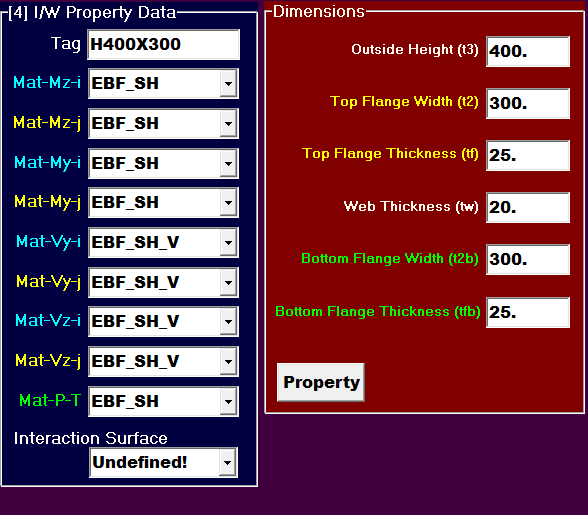 [4] I/W Property Data
Tag H400X300
Mat-Mz-i EBF_SH
Mat-Mz-j EBF_SH
Mat-My-i EBF_SH
Mat-My-j EBF_SH
Mat-Vy-i EBF_SH_V
Mat-Vy-j EBF_SH_V
Mat-Vz-i EBF_SH_V
Mat-Vz-j EBF_SH_V
Mat-P-T EBF_SH
Interaction Surface
Undefined!
Dimensions
Outside Height (t3) 400.
Top Flange Width (t2) 300.
Top Flange Thickness (tf) 25.
Web Thickness (tw) 20.
Bottom Flange Width (t2b) 300.
Bottom Flange Thickness (tfb) 25.
Property